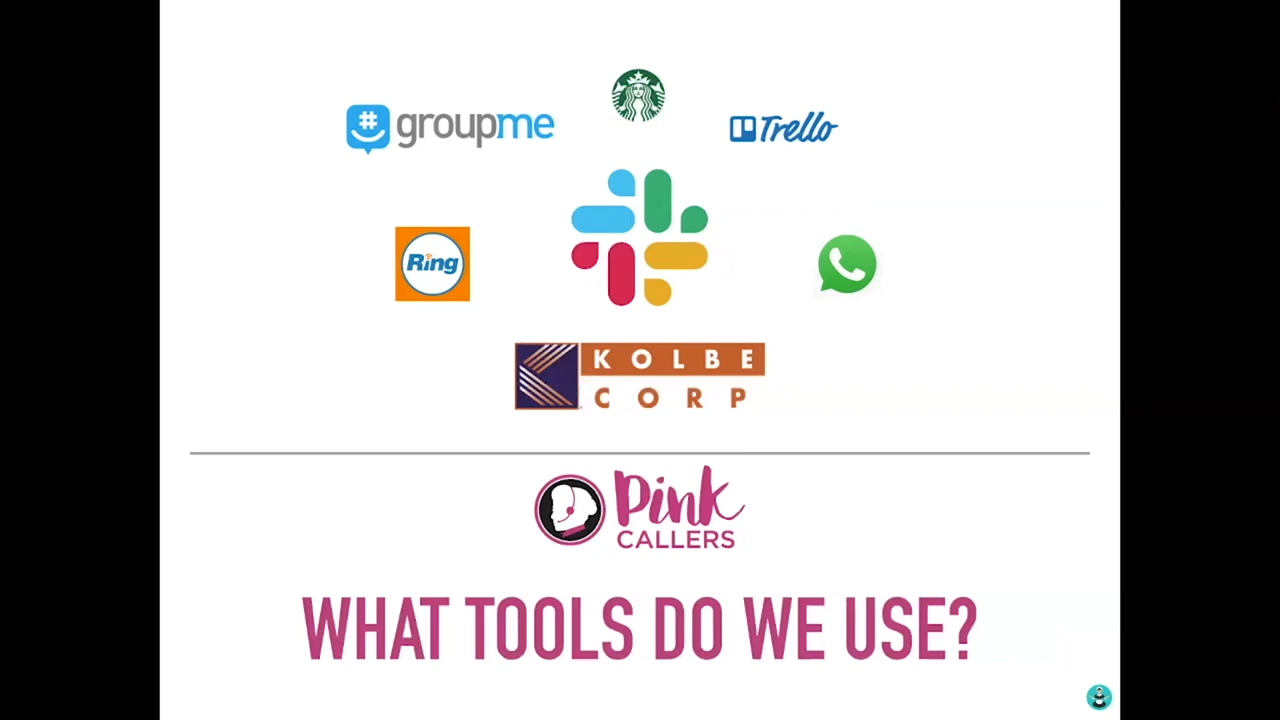 groupme
Trello
Ring
KOLBE
CORP
Pink
CALLERS
WHAT TOOLS DO WE USE?